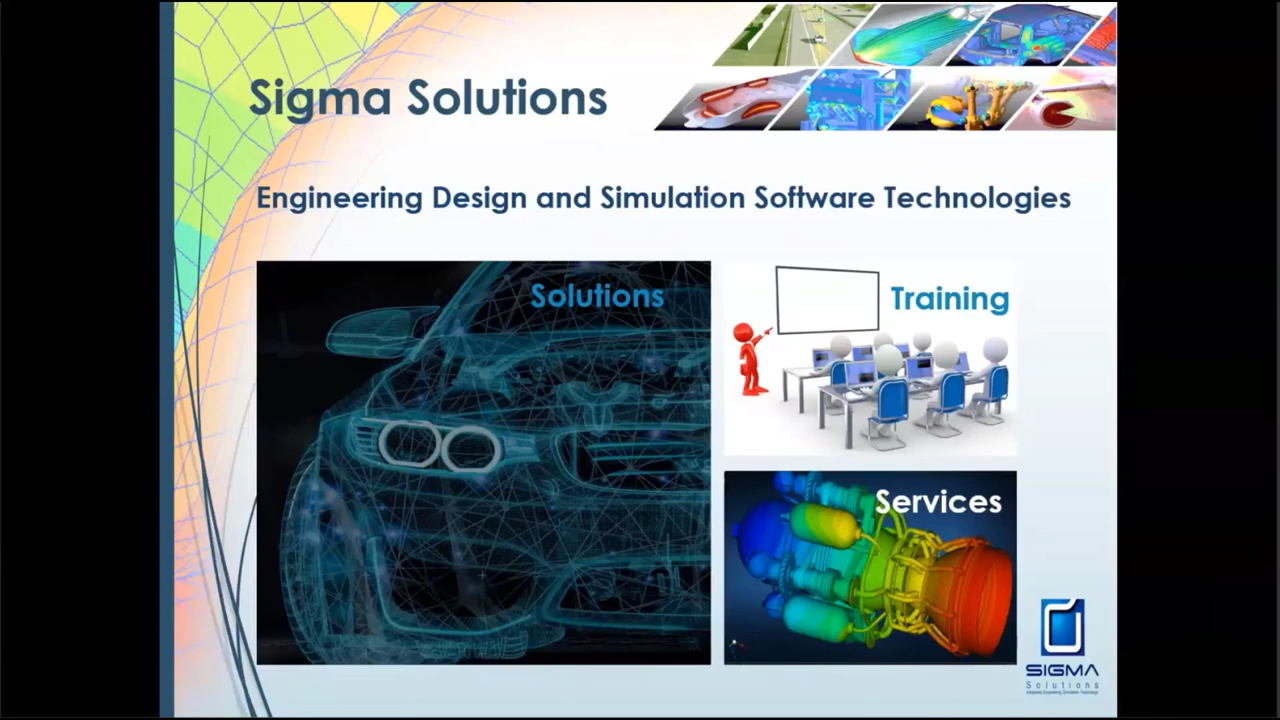 Sigma Solutions
Engineering Design and Simulation Software Technologies
Solutions
Training
Services
SIGMA
Solutions